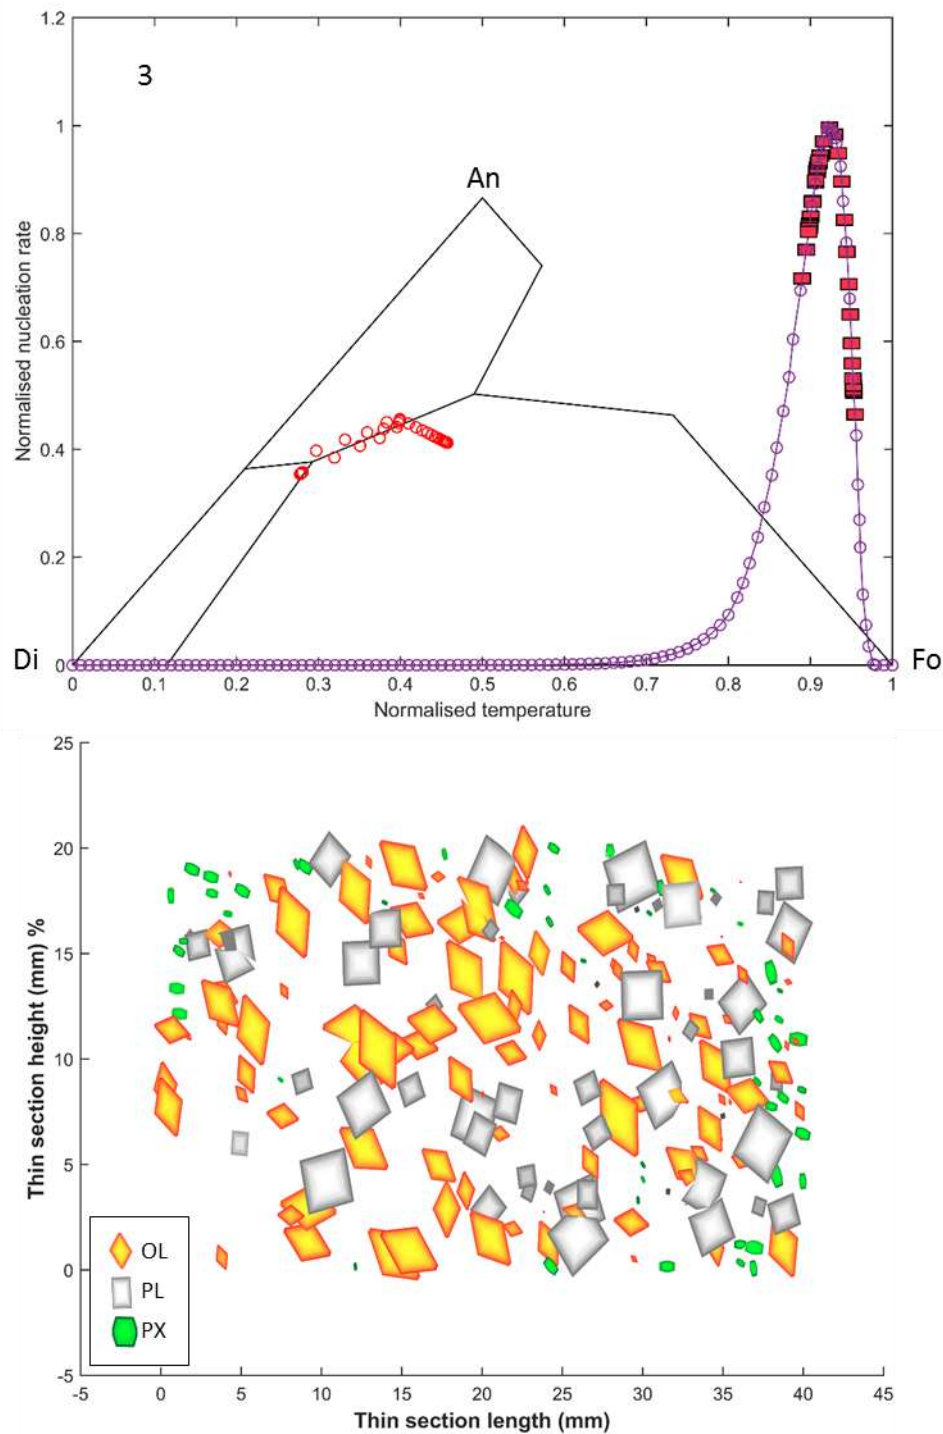 1.2
3
1
An
0.8
Normalised nucleation rate
0.6
0.4
0.2
Di
0
Fo
0 0.1 0.2 0.3 0.4 0.5 0.6 0.7 0.8 0.9 1
Normalised temperature
25
20
15
Thin section height (mm) %
10
5
0
-5
OL
PL
PX
-5 0 5 10 15 20 25 30 35 40 45
Thin section length (mm)